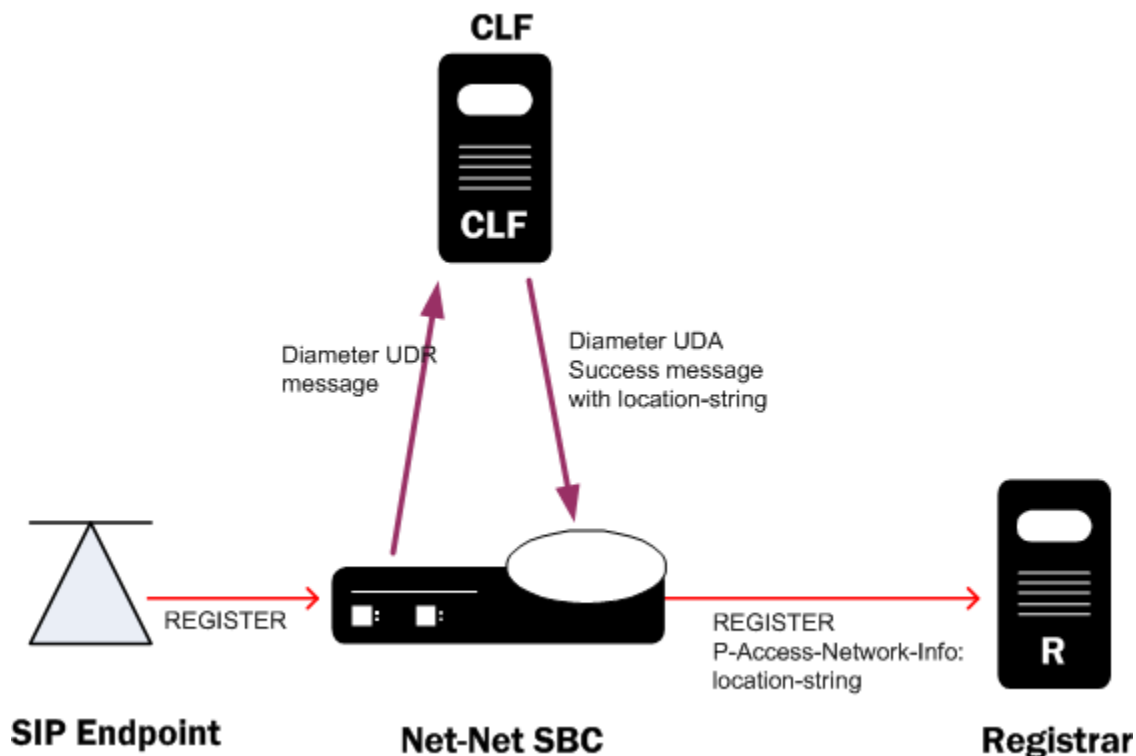 CLF
CLF
Diameter UDR
message
Diameter UDA
Success message
with location-string
REGISTER
REGISTER
P-Access-Network-Info:
location-string
R
SIP Endpoint
Net-Net SBC
Registrar